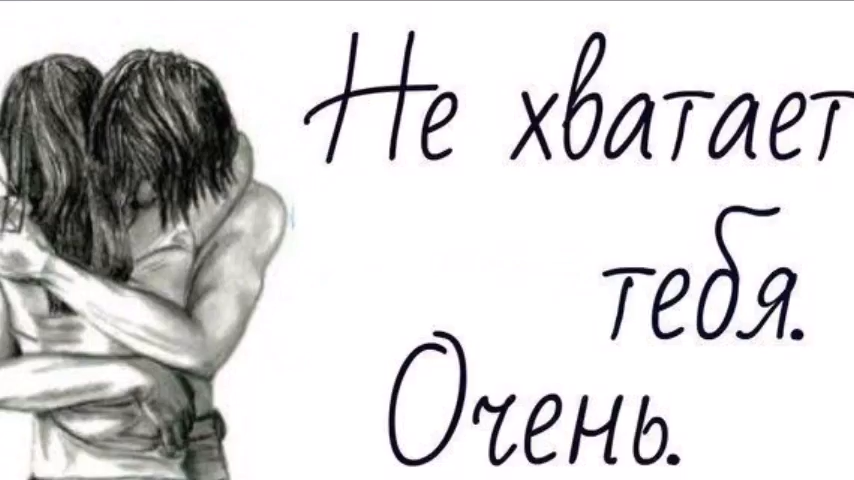 Не хватает
тебя.
Очень.